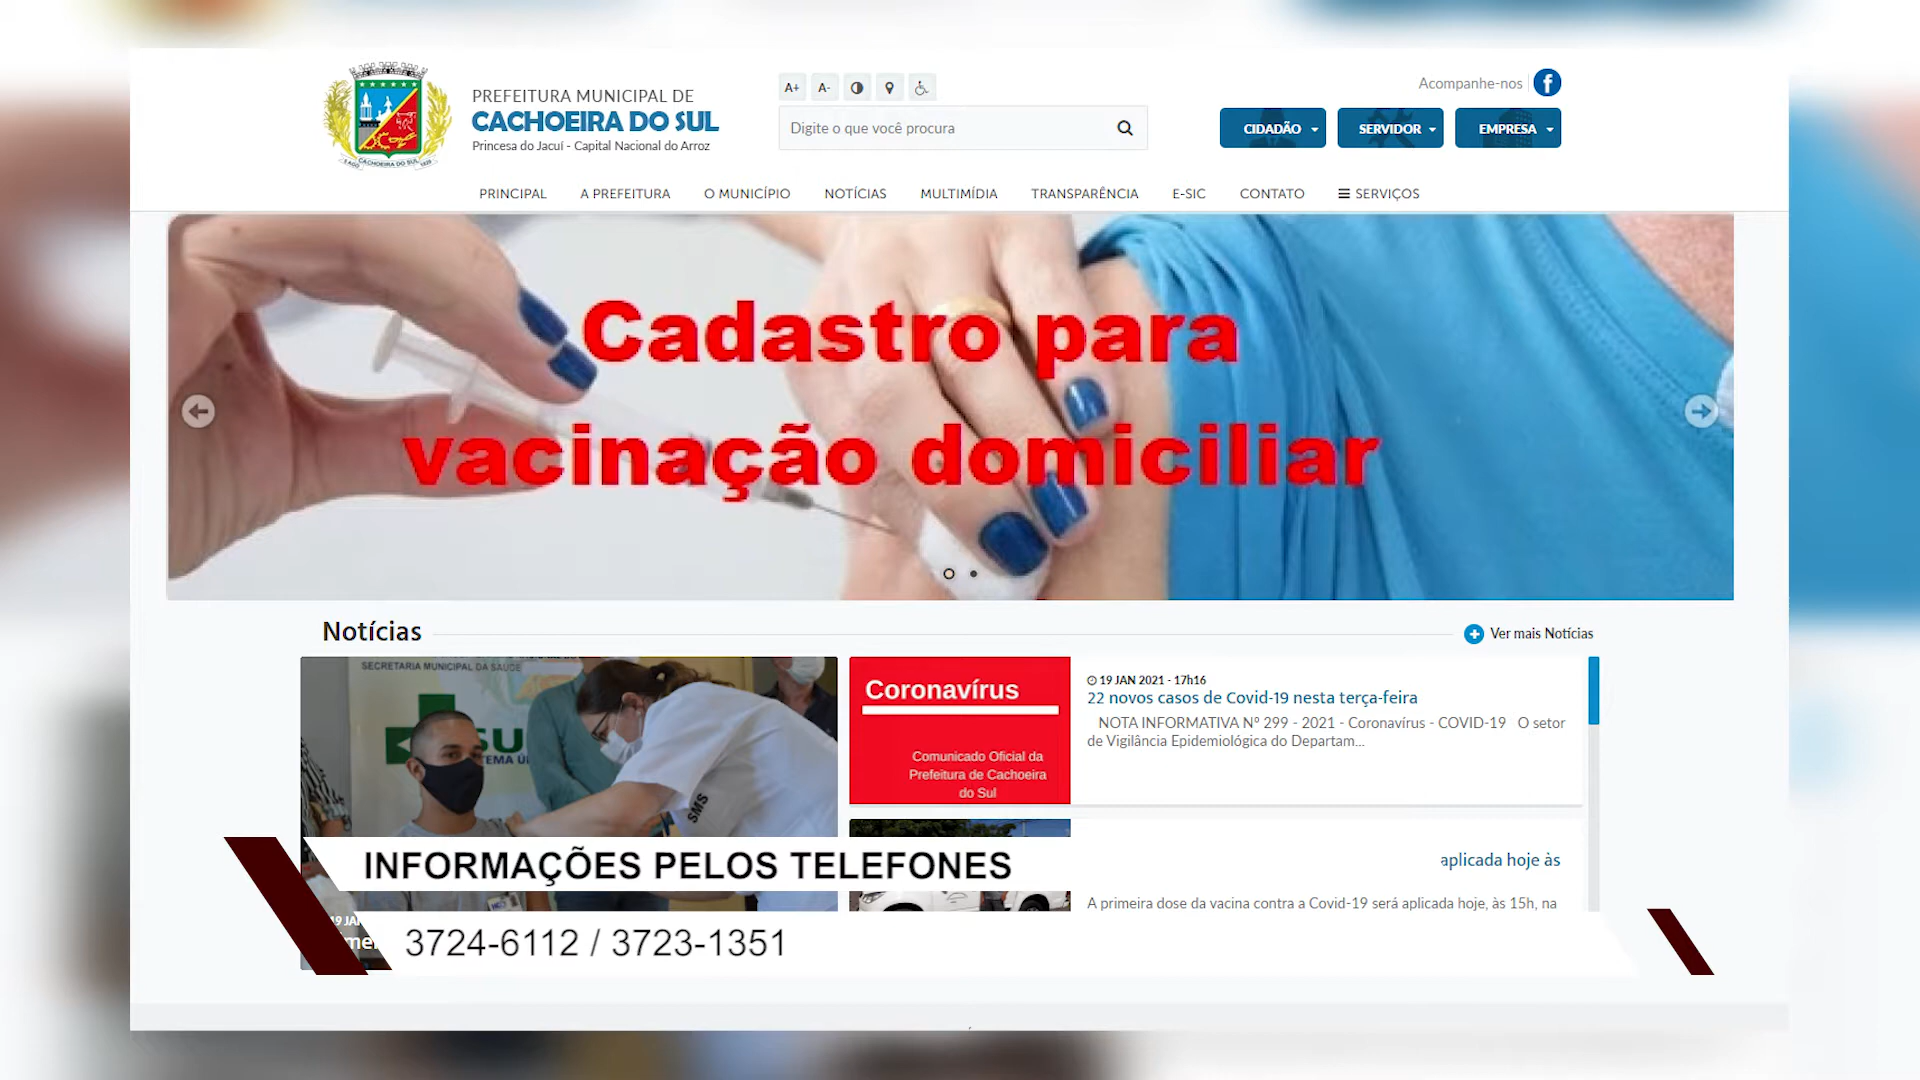 PREFEITURA MUNICIPAL DE
CACHOEIRA DO SUL
Princesa do Jacuí - Capital Nacional do Arroz
CACHOEIRA DO SUL
A+ A-
Digite o que você procura
Acompanhe-nos
CIDADÃO SERVIDOR EMPRESA
PRINCIPAL A PREFEITURA O MUNICÍPIO NOTÍCIAS MULTIMÍDIA TRANSPARÊNCIA E-SIC CONTATO SERVIÇOS
Cadastro para
vacinação domiciliar
Notícias
Ver mais Notícias
SECRETARIA MUNICIPAL DA SAÚDE
SU
TEMA
SMS
Coronavírus
Comunicado Oficial da
Prefeitura de Cachoeira
do Sul
19 JAN 2021 - 17h16
22 novos casos de Covid-19 nesta terça-feira
NOTA INFORMATIVA Nº 299 - 2021 - Coronavírus - COVID-19 O setor
de Vigilância Epidemiológica do Departam...
aplicada hoje às
A primeira dose da vacina contra a Covid-19 será aplicada hoje, às 15h, na
INFORMAÇÕES PELOS TELEFONES
3724-6112 / 3723-1351